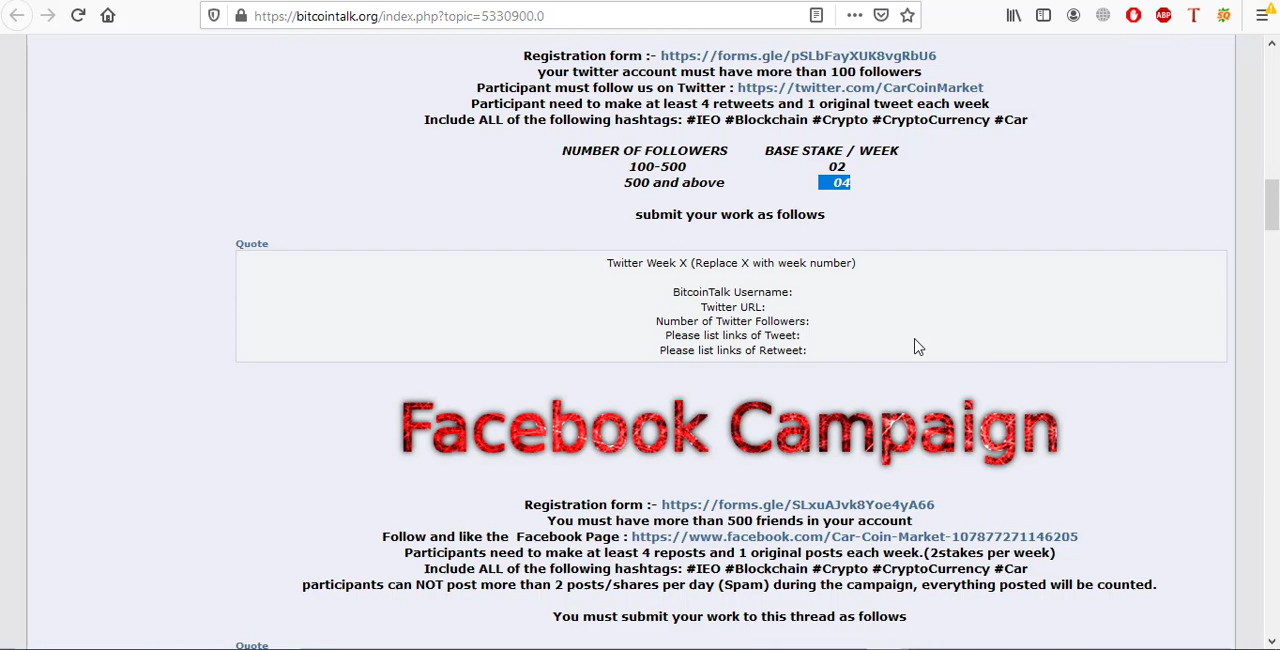 https://bitcointalk.org/index.php?topic=5330900.0
ABP
Registration form :- https://forms.gle/pSLbFayXUK8vgRbU6
your twitter account must have more than 100 followers
Participant must follow us on Twitter : https://twitter.com/CarCoinMarket
Participant need to make at least 4 retweets and 1 original tweet each week
Include ALL of the following hashtags: #IEO #Blockchain #Crypto #CryptoCurrency #Car
NUMBER OF FOLLOWERS BASE STAKE / WEEK
100-500 02
500 and above 04
submit your work as follows
Quote
Twitter Week X (Replace X with week number)
BitcoinTalk Username:
Twitter URL:
Number of Twitter Followers:
Please list links of Tweet:
Please list links of Retweet:
Facebook Campaign
Registration form :- https://forms.gle/SLxuAJvk8Yoe4yA66
You must have more than 500 friends in your account
Follow and like the Facebook Page : https://www.facebook.com/Car-Coin-Market-107877271146205
Participants need to make at least 4 reposts and 1 original posts each week.(2stakes per week)
Include ALL of the following hashtags: #IEO #Blockchain #Crypto #CryptoCurrency #Car
participants can NOT post more than 2 posts/shares per day (Spam) during the campaign, everything posted will be counted.
You must submit your work to this thread as follows
Quote